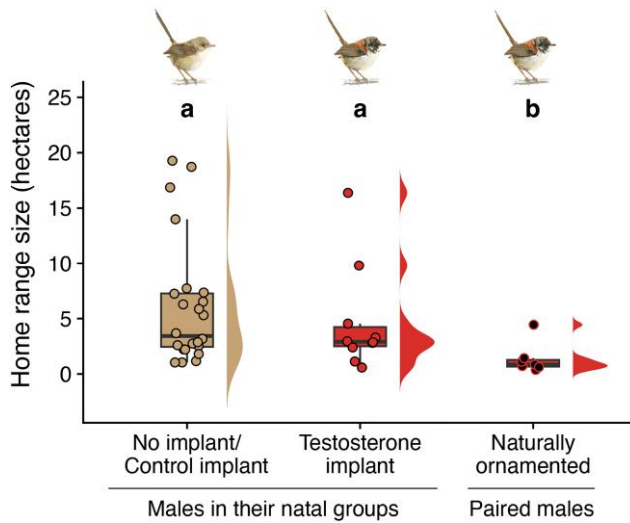 a
a
b
Home range size (hectares)
25
20
15
10
5
0
No implant/
Control implant
Testosterone
implant
Naturally
ornamented
Males in their natal groups
Paired males